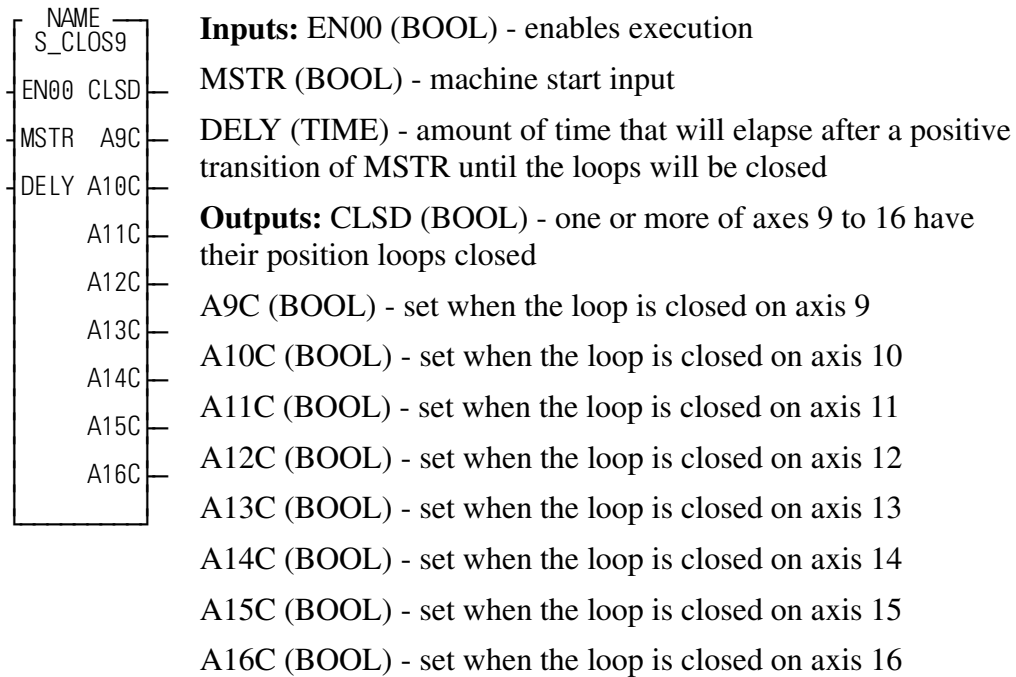 NAME
S_CLOS9
EN00 CLSD
MSTR A9C
DELY A10C
A11C
A12C
A13C
A14C
A15C
A16C
Inputs: EN00 (BOOL) - enables execution
MSTR (BOOL) - machine start input
DELY (TIME) - amount of time that will elapse after a positive
transition of MSTR until the loops will be closed
Outputs: CLSD (BOOL) - one or more of axes 9 to 16 have
their position loops closed
A9C (BOOL) - set when the loop is closed on axis 9
A10C (BOOL) - set when the loop is closed on axis 10
A11C (BOOL) - set when the loop is closed on axis 11
A12C (BOOL) - set when the loop is closed on axis 12
A13C (BOOL) - set when the loop is closed on axis 13
A14C (BOOL) - set when the loop is closed on axis 14
A15C (BOOL) - set when the loop is closed on axis 15
A16C (BOOL) - set when the loop is closed on axis 16